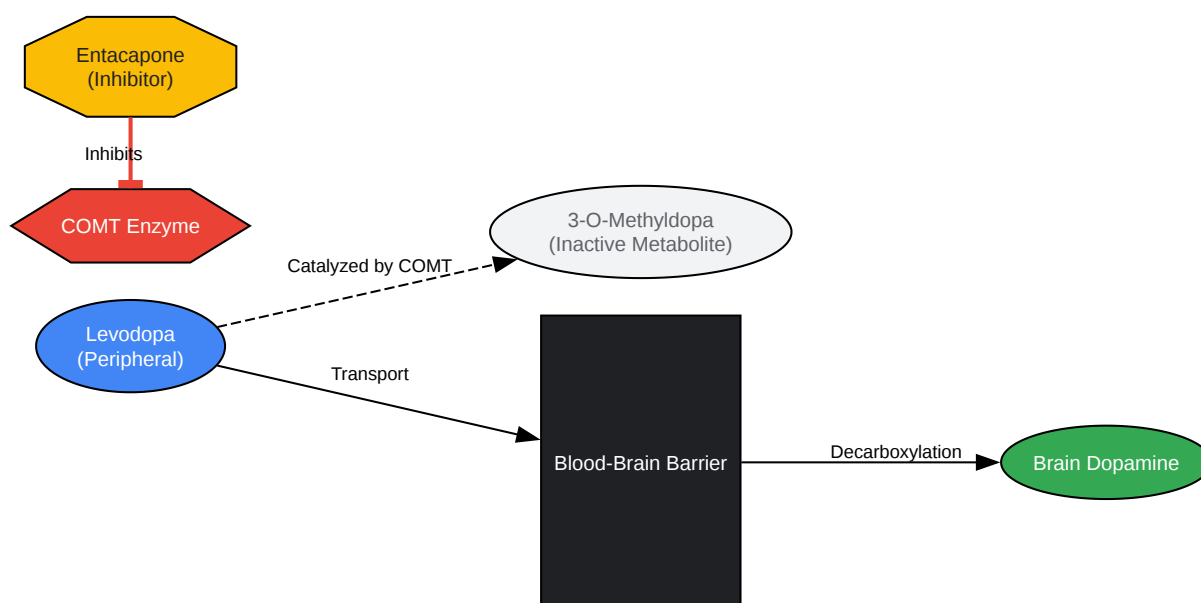 Entacapone
(Inhibitor)
Inhibits
COMT Enzyme
3-O-Methyldopa
(Inactive Metabolite)
Catalyzed by COMT
Levodopa
(Peripheral)
Transport
Blood-Brain Barrier
Decarboxylation
Brain Dopamine